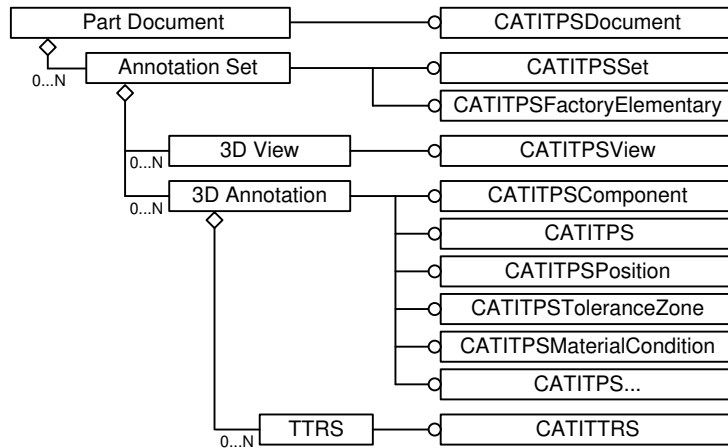 Part Document
CATITPSDocument
0...N
Annotation Set
CATITPSSet
CATITPSFactoryElementary
0...N
3D View
CATITPSView
0...N
3D Annotation
CATITPSComponent
CATITPS
CATITPSPosition
CATITPSToleranceZone
CATITPSMaterialCondition
CATITPS...
0...N
TTRS
CATITTRS